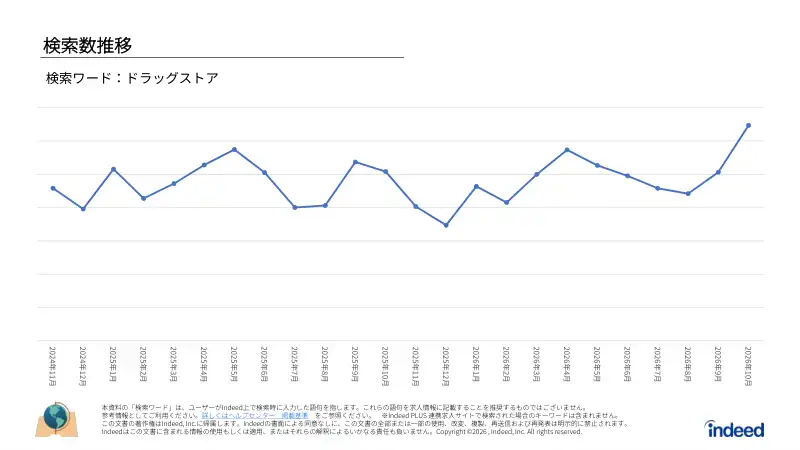 検索数推移
検索ワード：ドラッグストア
2024年11月
2024年12月
2025年1月
2025年2月
2025年3月
2025年4月
2025年5月
2025年6月
2025年7月
2025年8月
2025年9月
2025年10月
2025年11月
2025年12月
2026年1月
2026年2月
2026年3月
2026年4月
2026年5月
2026年6月
2026年7月
2026年8月
2026年9月
2026年10月
本資料の「検索ワード」は、ユーザーがIndeed上で検索時に入力した語句を指します。これらの語句を求人情報に記載することを推奨するものではございません。
参考情報としてご利用ください。詳しくはヘルプセンター　掲載基準　をご参照ください。　※Indeed PLUS 連携求人サイトで検索された場合のキーワードは含まれません。
この文書の著作権はIndeed, Inc.に帰属します。Indeedの書面による同意なしに、この文書の全部または一部の使用、改変、複製、再送信および再発表は明示的に禁止されます。
Indeedはこの文書に含まれる情報の使用もしくは適用、またはそれらの解釈によるいかなる責任も負いません。Copyright ©2026 , Indeed, Inc. All rights reserved.
indeed